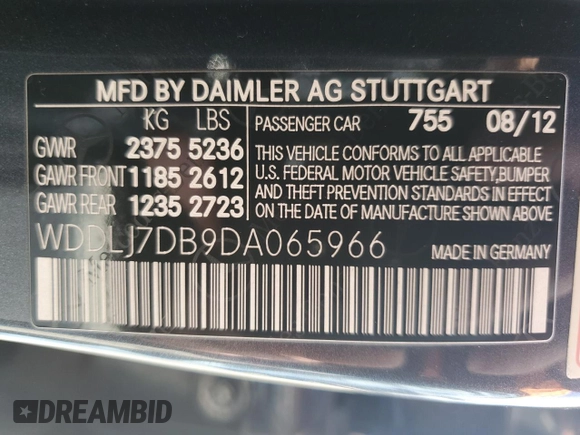 MFD BY DAIMLER AG STUTTGART
KG LBS
GWR 2375 5236
GAWR FRONT 1185 2612
GAWR REAR 1235 2723
PASSENGER CAR 755 08/12
THIS VEHICLE CONFORMS TO ALL APPLICABLE
U.S. FEDERAL MOTOR VEHICLE SAFETY,BUMPER
AND THEFT PREVENTION STANDARDS IN EFFECT
ON THE DATE OF MANUFACTURE SHOWN ABOVE
WDDLJ7DB9DA065966 MADE IN GERMANY
DREAMBID